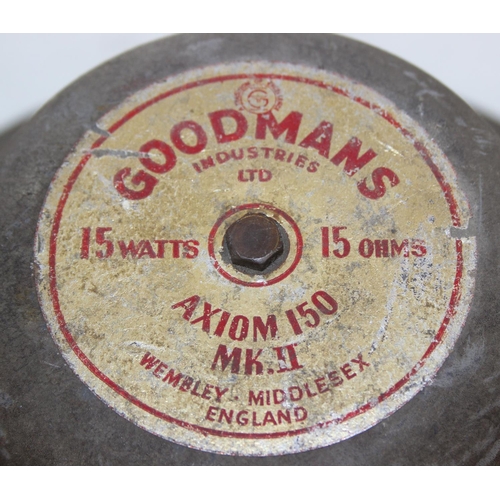 G
GOODMANS
INDUSTRIES
LTD
15 WATTS
15 OHMS
AXIOM 150
MK.II
WEMBLEY. MIDDLESEX
ENGLAND